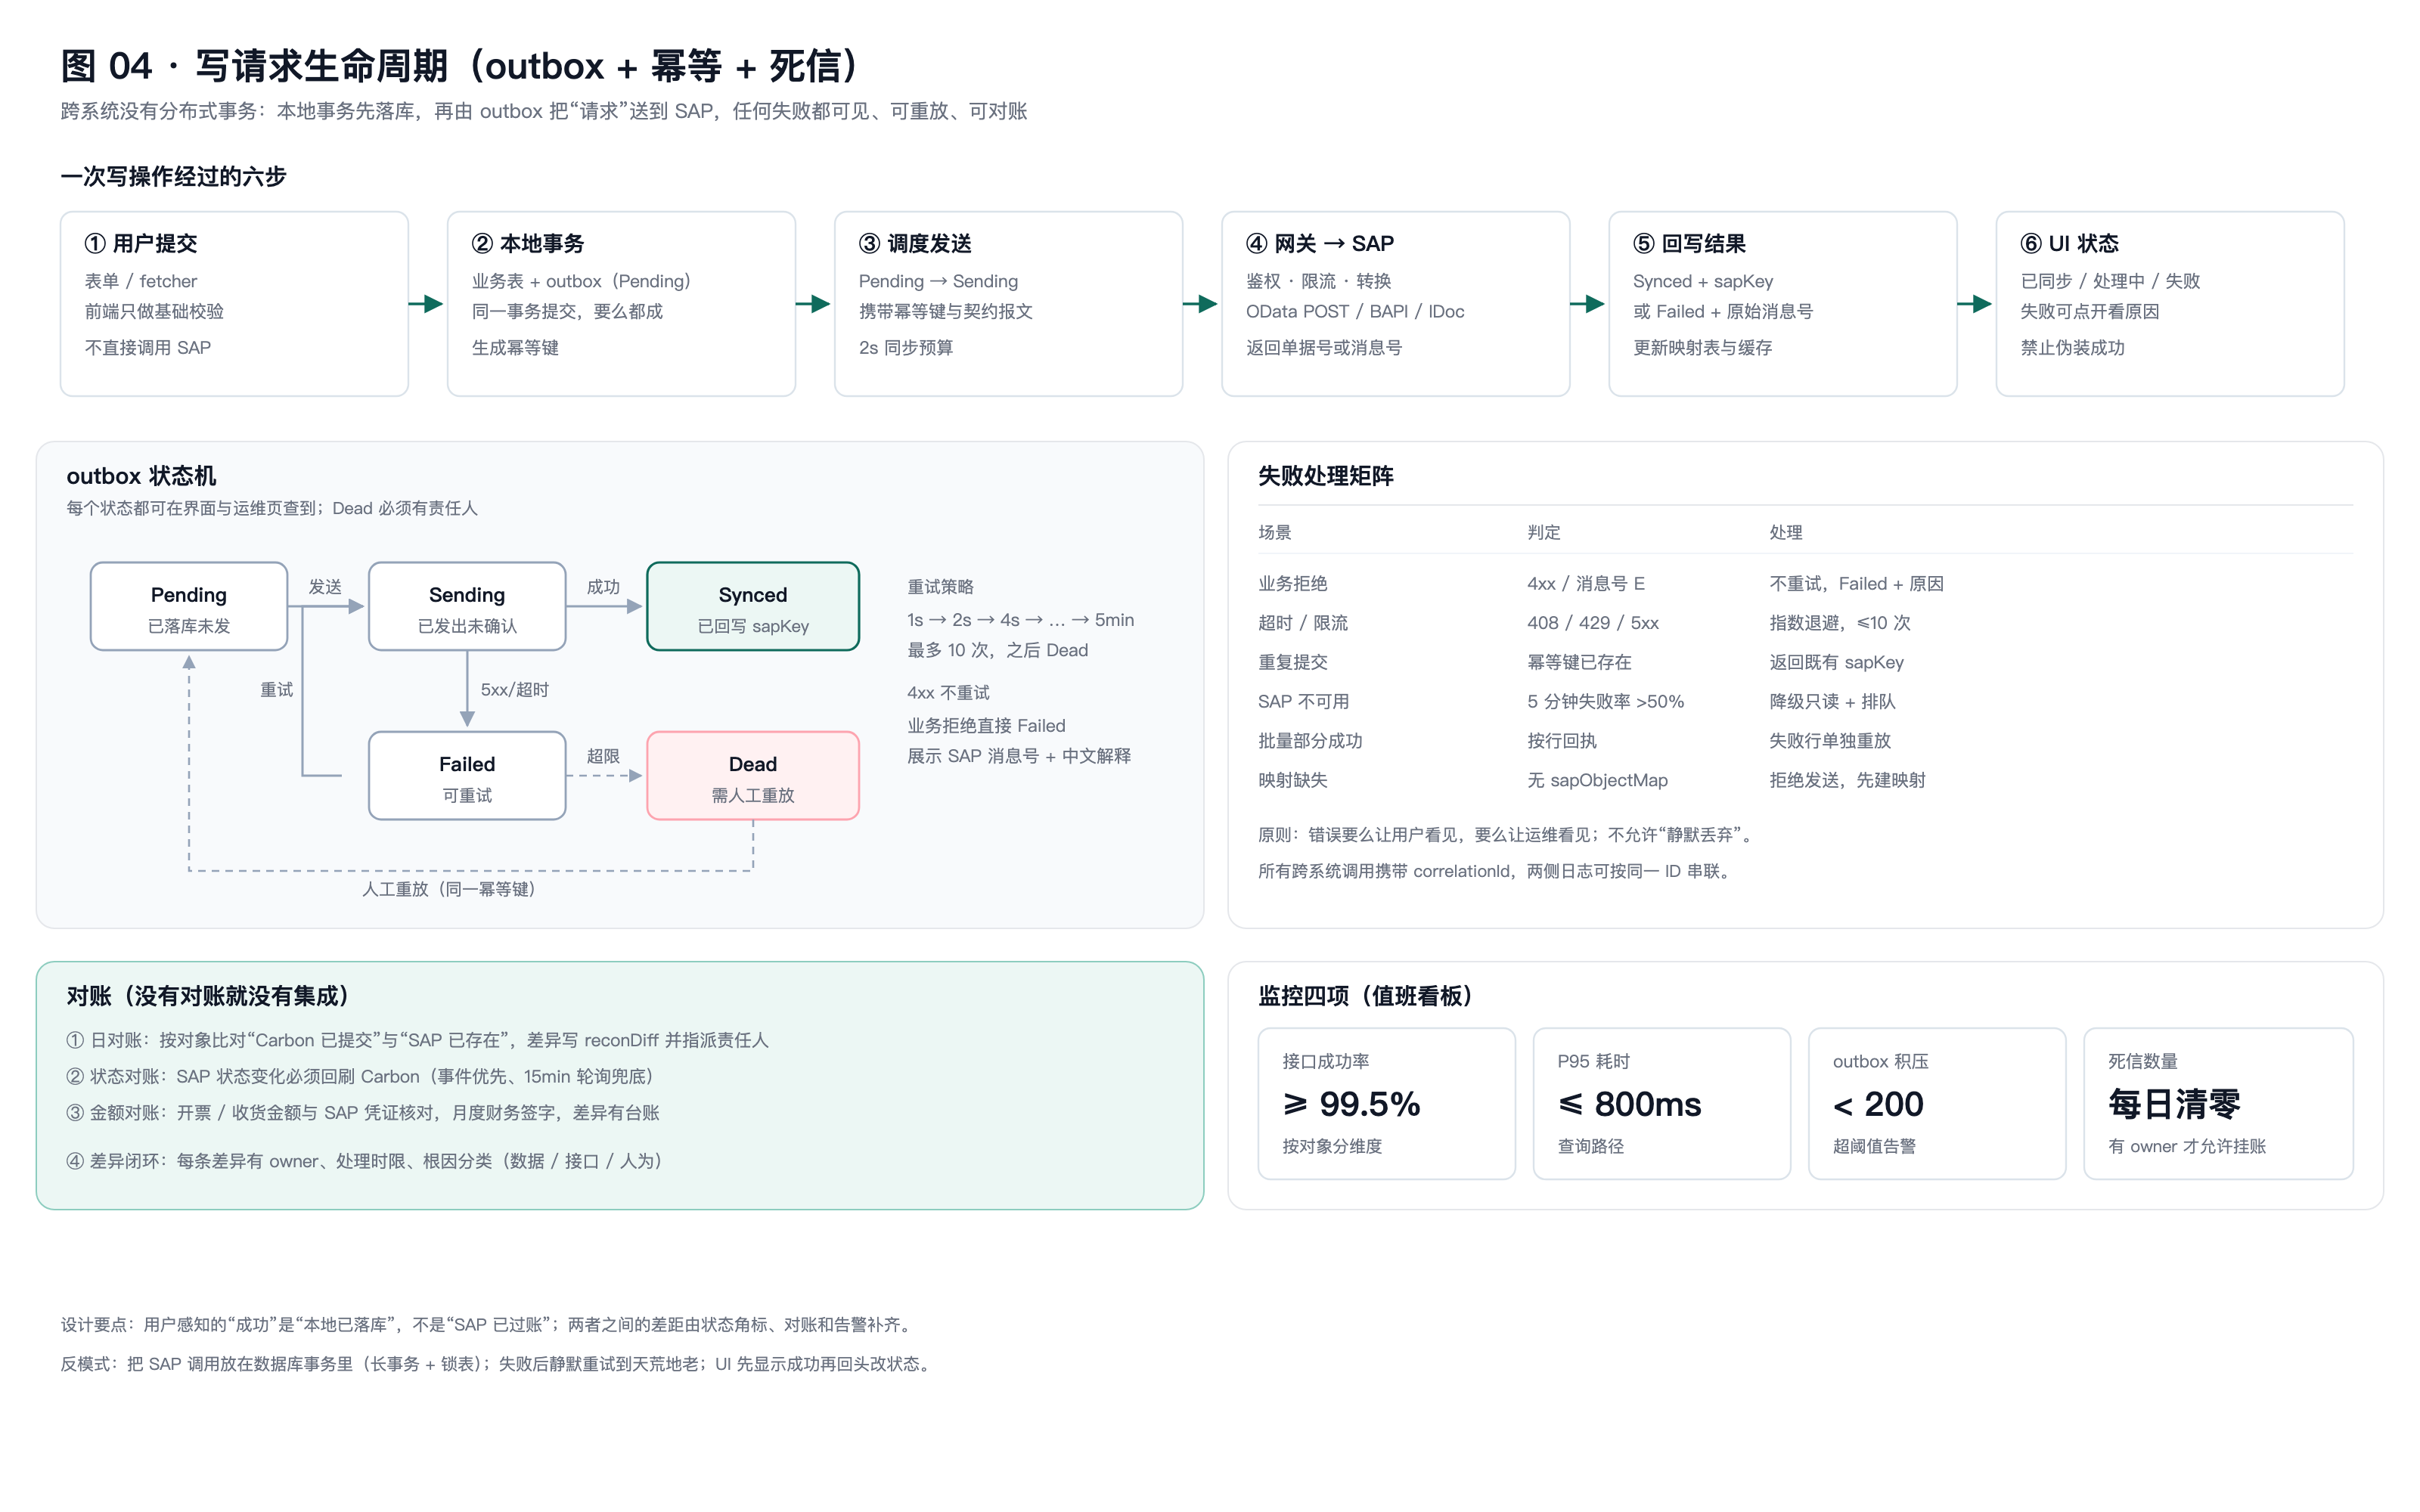 图 04 · 写请求生命周期（outbox + 幂等 + 死信）
跨系统没有分布式事务：本地事务先落库，再由 outbox 把“请求”送到 SAP，任何失败都可见、可重放、可对账
一次写操作经过的六步
① 用户提交
表单 / fetcher
前端只做基础校验
不直接调用 SAP
② 本地事务
业务表 + outbox（Pending）
同一事务提交，要么都成
生成幂等键
③ 调度发送
Pending → Sending
携带幂等键与契约报文
2s 同步预算
④ 网关 → SAP
鉴权 · 限流 · 转换
OData POST / BAPI / IDoc
返回单据号或消息号
⑤ 回写结果
Synced + sapKey
或 Failed + 原始消息号
更新映射表与缓存
⑥ UI 状态
已同步 / 处理中 / 失败
失败可点开看原因
禁止伪装成功
outbox 状态机
每个状态都可在界面与运维页查到；Dead 必须有责任人
Pending
已落库未发
发送
Sending
已发出未确认
成功
Synced
已回写 sapKey
重试
5xx/超时
Failed
可重试
超限
Dead
需人工重放
人工重放（同一幂等键）
重试策略
1s → 2s → 4s → … → 5min
最多 10 次，之后 Dead
4xx 不重试
业务拒绝直接 Failed
展示 SAP 消息号 + 中文解释
失败处理矩阵
场景 判定 处理
业务拒绝 4xx / 消息号 E 不重试，Failed + 原因
超时 / 限流 408 / 429 / 5xx 指数退避，≤10 次
重复提交 幂等键已存在 返回既有 sapKey
SAP 不可用 5 分钟失败率 >50% 降级只读 + 排队
批量部分成功 按行回执 失败行单独重放
映射缺失 无 sapObjectMap 拒绝发送，先建映射
原则：错误要么让用户看见，要么让运维看见；不允许“静默丢弃”。
所有跨系统调用携带 correlationId，两侧日志可按同一 ID 串联。
对账（没有对账就没有集成）
① 日对账：按对象比对“Carbon 已提交”与“SAP 已存在”，差异写 reconDiff 并指派责任人
② 状态对账：SAP 状态变化必须回刷 Carbon（事件优先、15min 轮询兜底）
③ 金额对账：开票 / 收货金额与 SAP 凭证核对，月度财务签字，差异有台账
④ 差异闭环：每条差异有 owner、处理时限、根因分类（数据 / 接口 / 人为）
监控四项（值班看板）
接口成功率
≥ 99.5%
按对象分维度
P95 耗时
≤ 800ms
查询路径
outbox 积压
< 200
超阈值告警
死信数量
每日清零
有 owner 才允许挂账
设计要点：用户感知的“成功”是“本地已落库”，不是“SAP 已过账”；两者之间的差距由状态角标、对账和告警补齐。
反模式：把 SAP 调用放在数据库事务里（长事务 + 锁表）；失败后静默重试到天荒地老；UI 先显示成功再回头改状态。